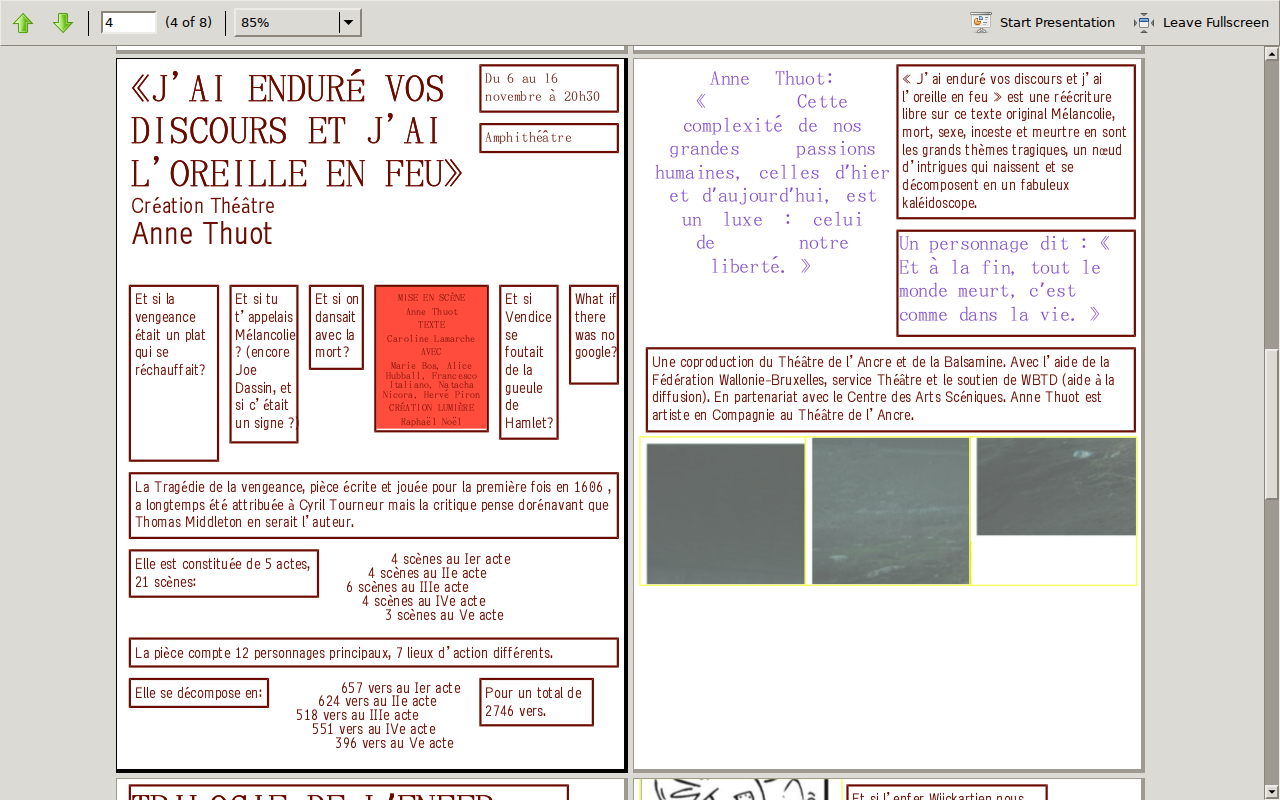 4
(4 of 8)
85%
Start Presentation
Leave Fullscreen
《J'AI ENDURÉ VOS
DISCOURS ET J'AI
L'OREILLE EN FEU》
Création Théâtre
Anne Thuot
Du 6 au 16
novembre à 20h30
Amphithéâtre
Et si la
vengeance
était un plat
qui se
réchauffait?
Et si tu
t'appelais
Mélancolie
? (encore
Joe
Dassin, et
si c'était
un signe ?)
Et si on
dansait
avec la
mort?
MISE EN SCÈNE
Anne Thuot
TEXTE
Caroline Lamarche
AVEC
Marie Bom, Alice
Hubball, Francesco
Italiano, Natacha
Nicora, Hervé Piron
CRÉATION LUMIÈRE
Raphaël Noël
Et si
Vendice
se
foutait
de la
gueule
de
Hamlet?
What if
there
was no
google?
La Tragédie de la vengeance, pièce écrite et jouée pour la première fois en 1606 ,
a longtemps été attribuée à Cyril Tourneur mais la critique pense dorénavant que
Thomas Middleton en serait l'auteur.
Elle est constituée de 5 actes,
21 scènes:
4 scènes au Ier acte
4 scènes au IIe acte
6 scènes au IIIe acte
4 scènes au IVe acte
3 scènes au Ve acte
La pièce compte 12 personnages principaux, 7 lieux d'action différents.
Elle se décompose en:
657 vers au Ier acte
624 vers au IIe acte
518 vers au IIIe acte
551 vers au IVe acte
396 vers au Ve acte
Pour un total de
2746 vers.
Anne Thuot:
《 Cette
complexité de nos
grandes passions
humaines, celles d'hier
et d'aujourd'hui, est
un luxe : celui
de notre
liberté. 》
《 J'ai enduré vos discours et j'ai
l'oreille en feu 》 est une réécriture
libre sur ce texte original Mélancolie,
mort, sexe, inceste et meurtre en sont
les grands thèmes tragiques, un nœud
d'intrigues qui naissent et se
décomposent en un fabuleux
kaléidoscope.
Un personnage dit : 《
Et à la fin, tout le
monde meurt, c'est
comme dans la vie. 》
Une coproduction du Théâtre de l'Ancre et de la Balsamine. Avec l'aide de la
Fédération Wallonie-Bruxelles, service Théâtre et le soutien de WBTD (aide à la
diffusion). En partenariat avec le Centre des Arts Scéniques. Anne Thuot est
artiste en Compagnie au Théâtre de l'Ancre.
TRILOGIE DE L'ENFER
Et si l'enfer Wijckartien nous